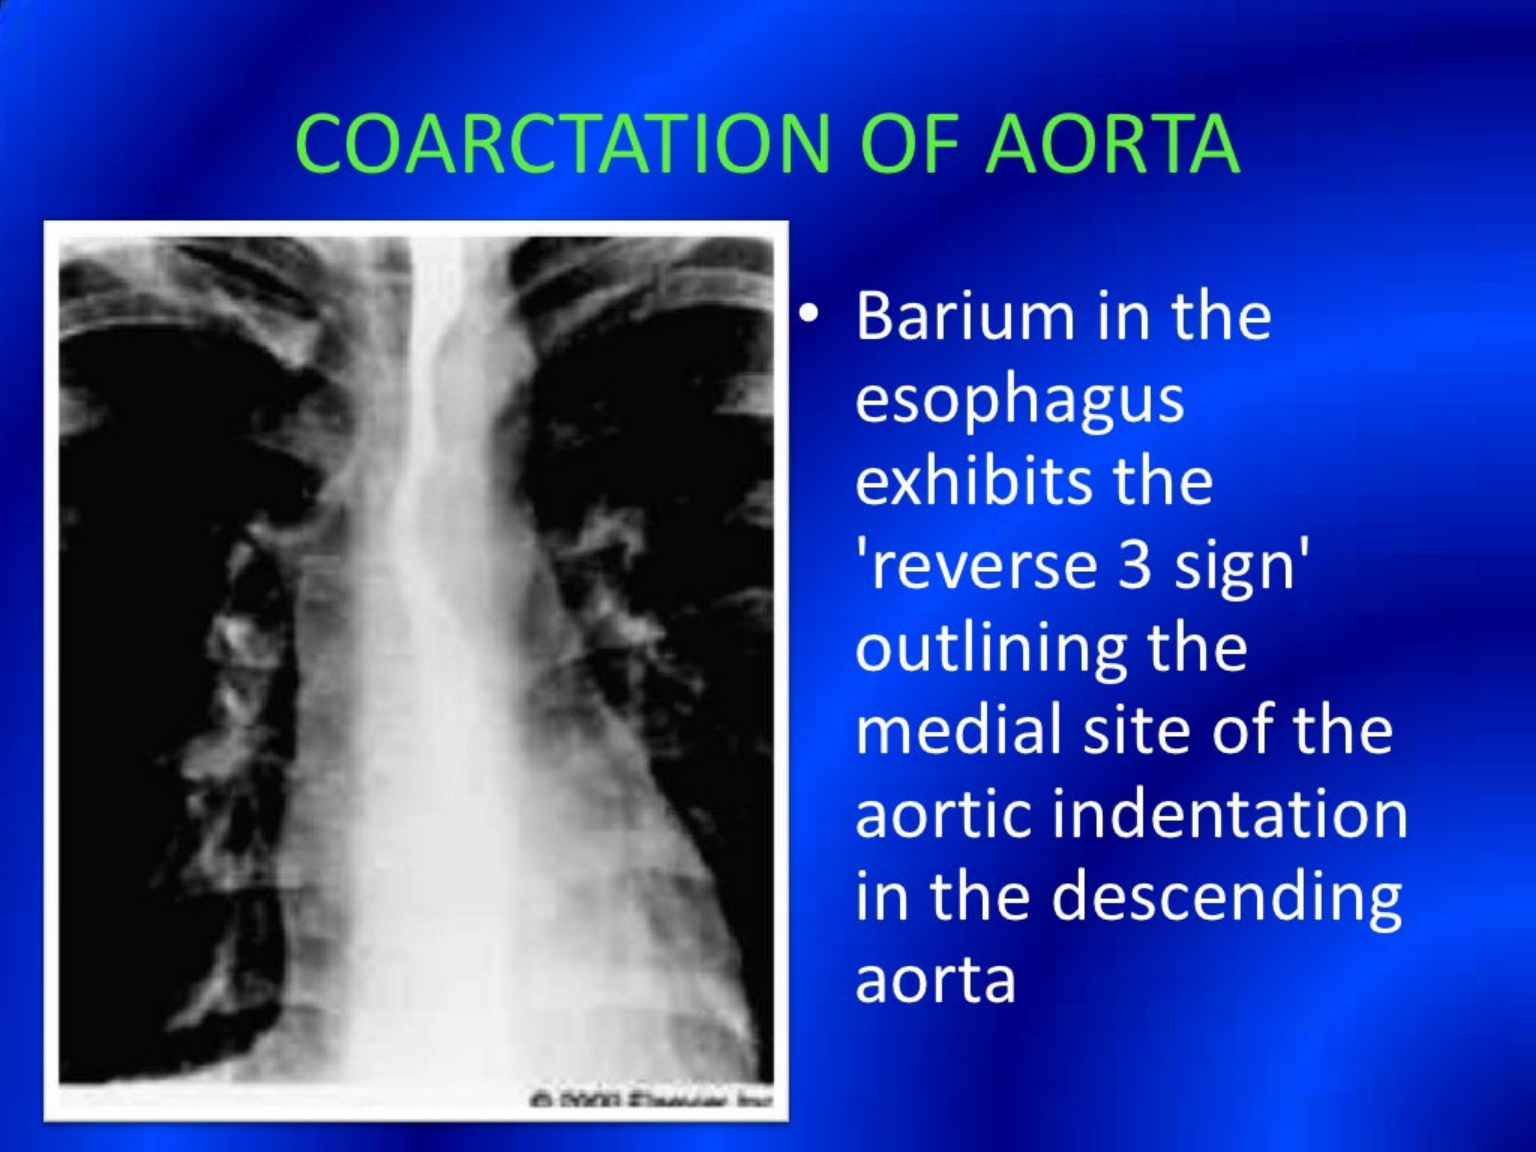 COARCTATION OF AORTA
• Barium in the
esophagus
exhibits the
'reverse 3 sign'
outlining the
medial site of the
aortic indentation
in the descending
aorta